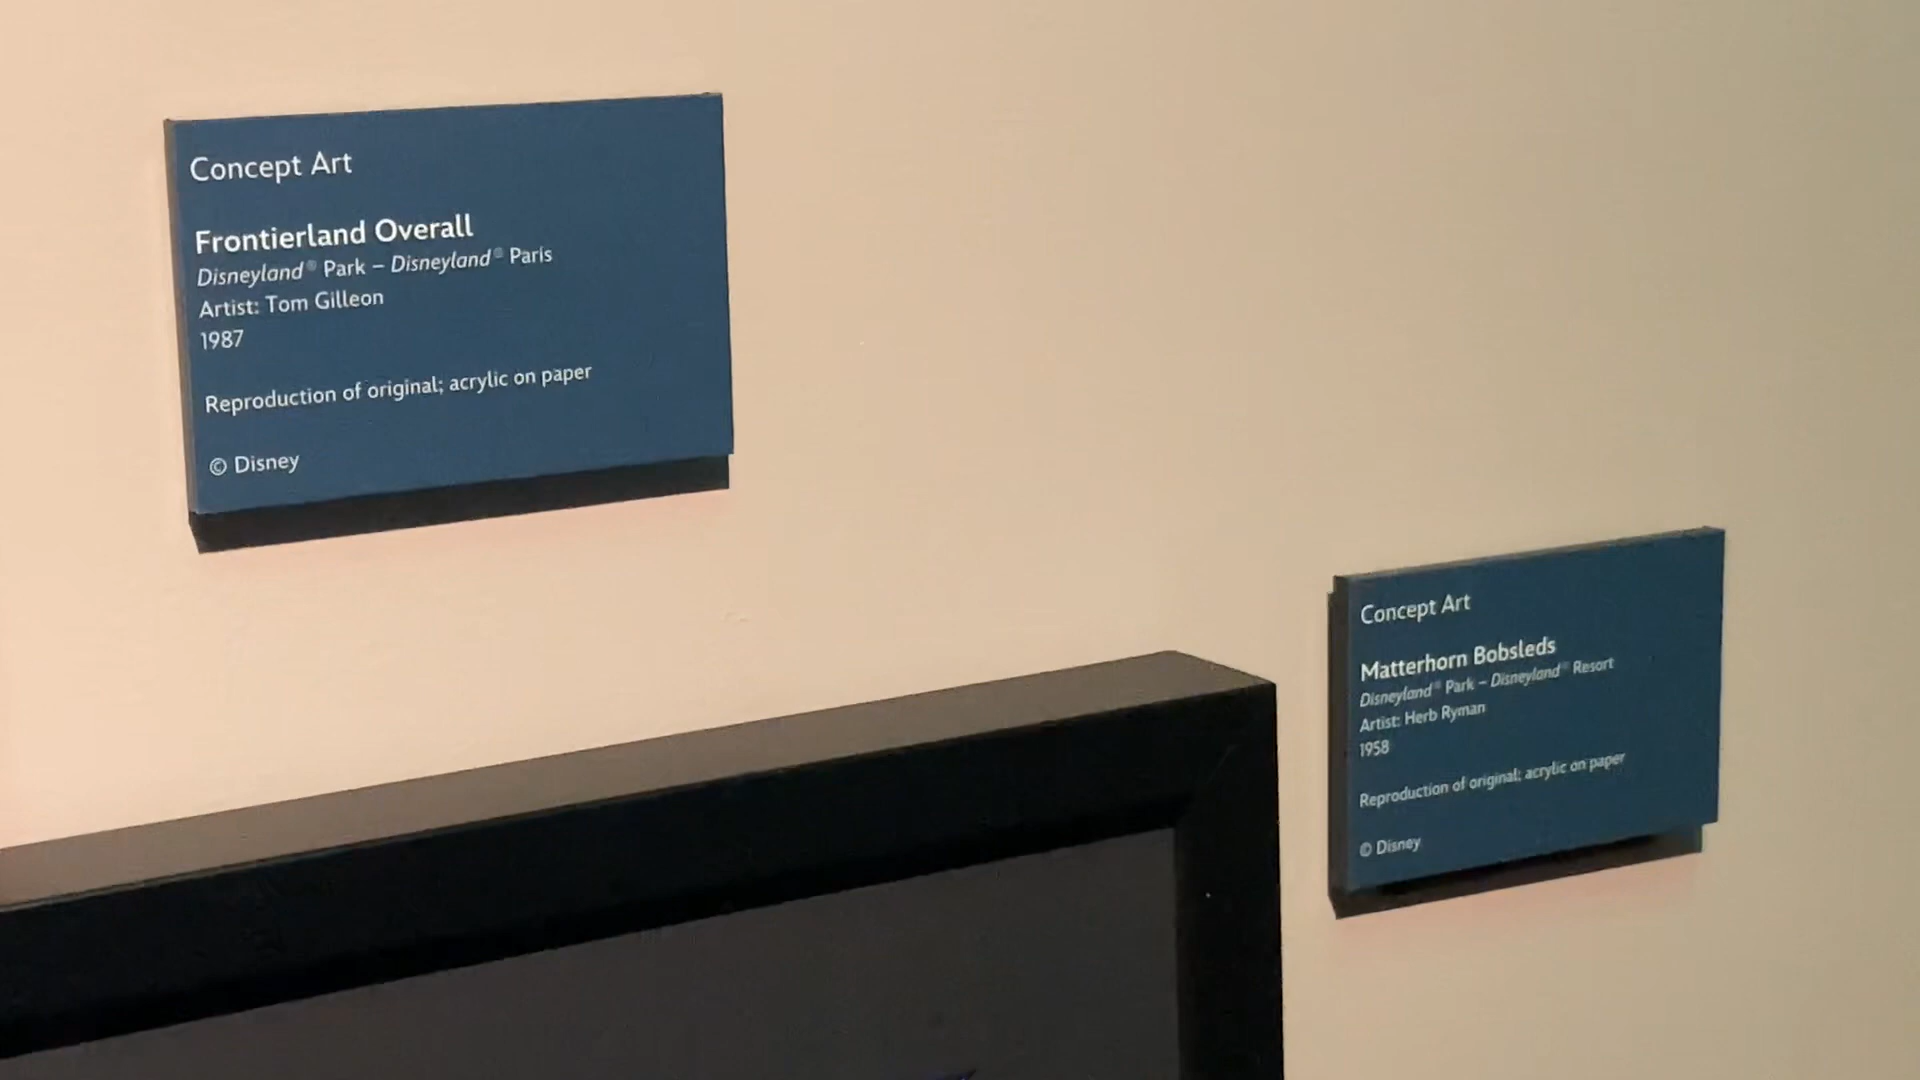 Concept Art
Frontierland Overall
Disneyland® Park – Disneyland® Paris
Artist: Tom Gilleon
1987
Reproduction of original; acrylic on paper
© Disney
Concept Art
Matterhorn Bobsleds
Disneyland® Park – Disneyland® Resort
Artist: Herb Ryman
1958
Reproduction of original; acrylic on paper
© Disney